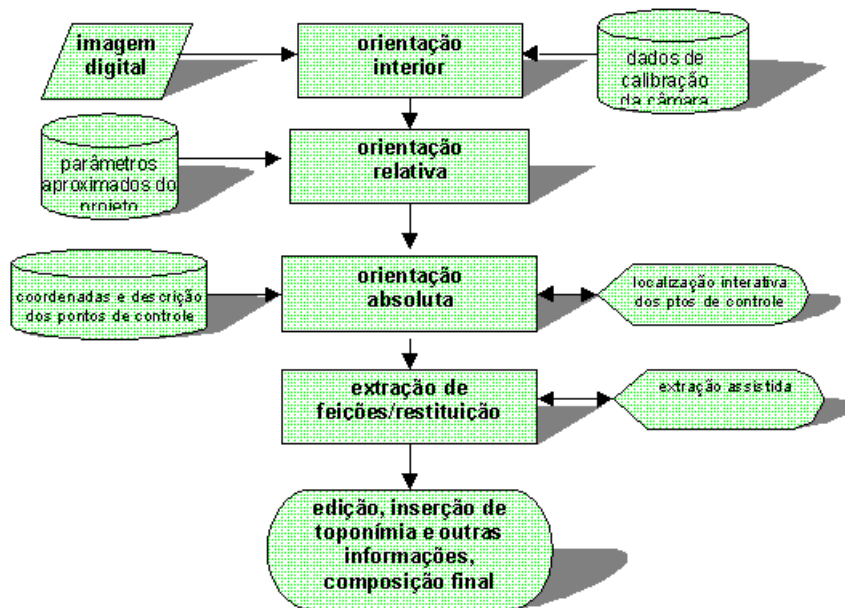 imagem
digital
orientação
interior
dados de
calibração
da câmara
parâmetros
aproximados do
projeto
orientação
relativa
coordenadas e descrição
dos pontos de controle
orientação
absoluta
localização interativa
dos ptos de controle
extração de
feições/restituição
extração assistida
edição, inserção de
toponímia e outras
informações,
composição final